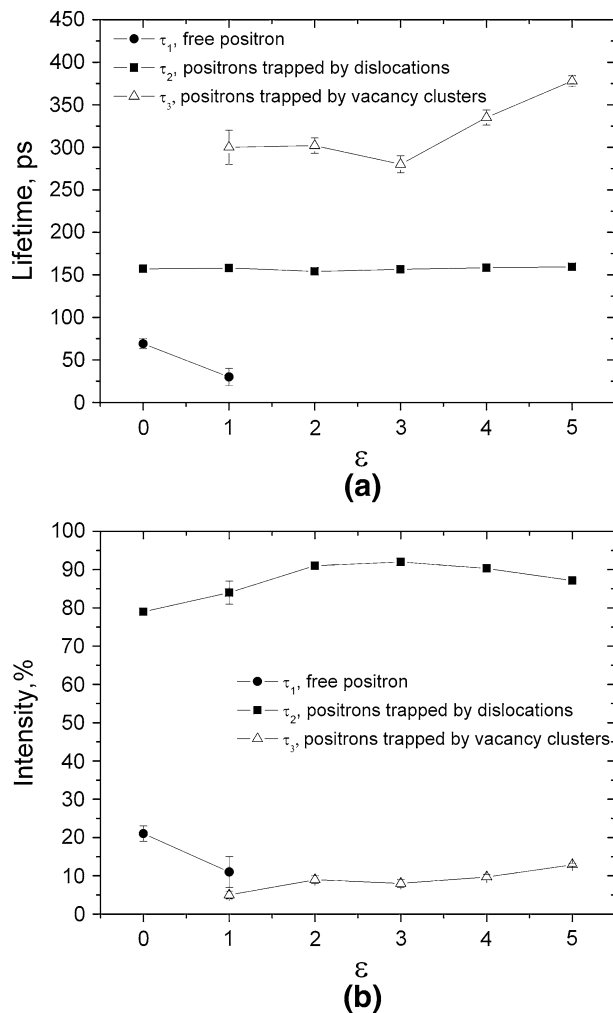 450
400
350
300
250
200
150
100
50
0
Lifetime, ps
τ₁, free positron
τ₂, positrons trapped by dislocations
τ₃, positrons trapped by vacancy clusters
0 1 2 3 4 5
ε
(a)
100
90
80
70
60
50
40
30
20
10
0
Intensity,%
τ₁, free positron
τ₂, positrons trapped by dislocations
τ₃, positrons trapped by vacancy clusters
0 1 2 3 4 5
ε
(b)